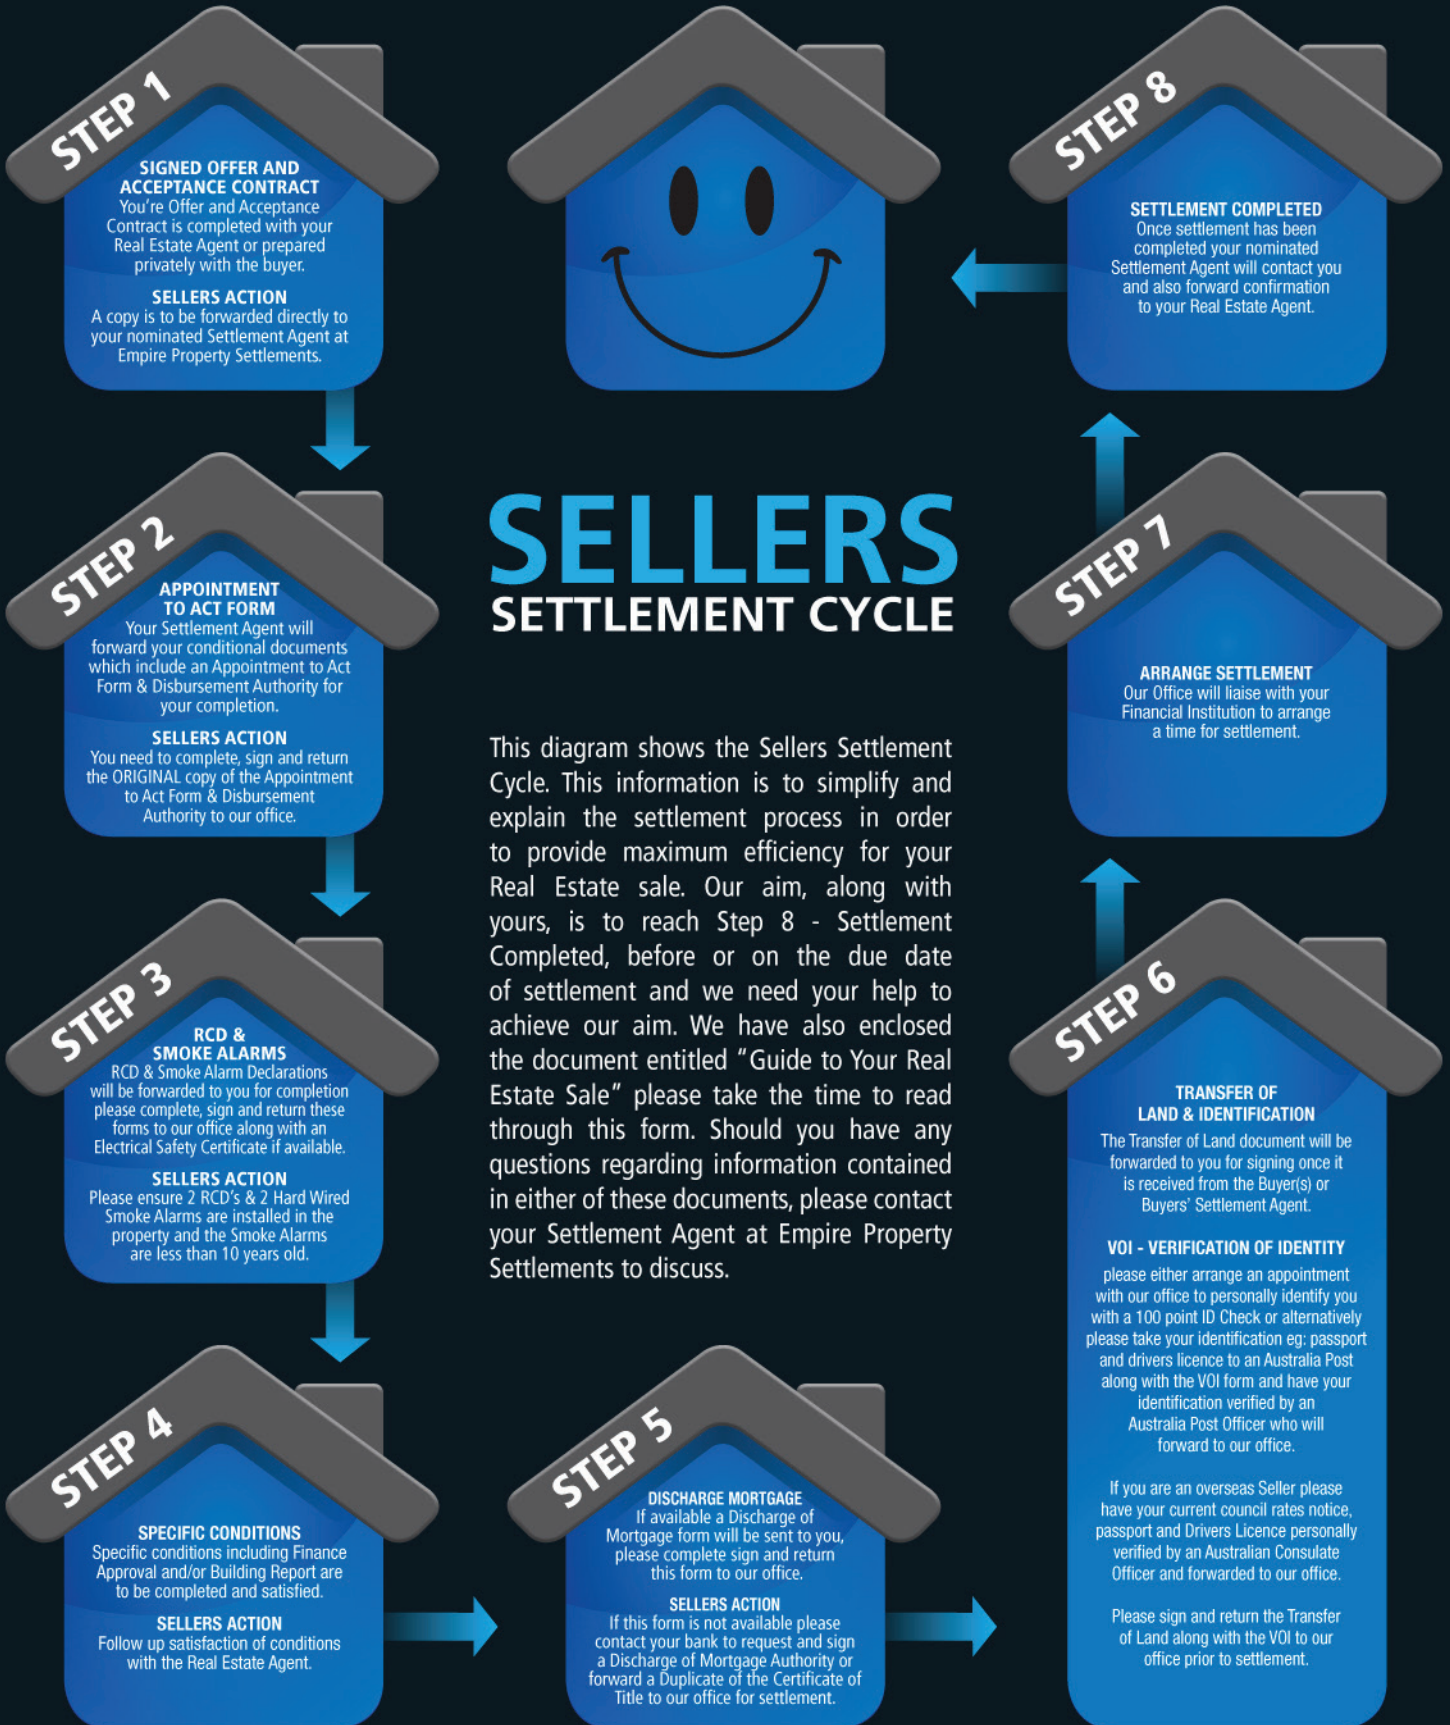 STEP 1
SIGNED OFFER AND
ACCEPTANCE CONTRACT
You're Offer and Acceptance
Contract is completed with your
Real Estate Agent or prepared
privately with the buyer.
SELLERS ACTION
A copy is to be forwarded directly to
your nominated Settlement Agent at
Empire Property Settlements.
STEP 2
APPOINTMENT
TO ACT FORM
Your Settlement Agent will
forward your conditional documents
which include an Appointment to Act
Form & Disbursement Authority for
your completion.
SELLERS ACTION
You need to complete, sign and return
the ORIGINAL copy of the Appointment
to Act Form & Disbursement
Authority to our office.
STEP 3
RCD &
SMOKE ALARMS
RCD & Smoke Alarm Declarations
will be forwarded to you for completion
please complete, sign and return these
forms to our office along with an
Electrical Safety Certificate if available.
SELLERS ACTION
Please ensure 2 RCD's & 2 Hard Wired
Smoke Alarms are installed in the
property and the Smoke Alarms
are less than 10 years old.
STEP 4
SPECIFIC CONDITIONS
Specific conditions including Finance
Approval and/or Building Report are
to be completed and satisfied.
SELLERS ACTION
Follow up satisfaction of conditions
with the Real Estate Agent.
SELLERS
SETTLEMENT CYCLE
This diagram shows the Sellers Settlement
Cycle. This information is to simplify and
explain the settlement process in order
to provide maximum efficiency for your
Real Estate sale. Our aim, along with
yours, is to reach Step 8 - Settlement
Completed, before or on the due date
of settlement and we need your help to
achieve our aim. We have also enclosed
the document entitled "Guide to Your Real
Estate Sale" please take the time to read
through this form. Should you have any
questions regarding information contained
in either of these documents, please contact
your Settlement Agent at Empire Property
Settlements to discuss.
STEP 5
DISCHARGE MORTGAGE
If available a Discharge of
Mortgage form will be sent to you,
please complete sign and return
this form to our office.
SELLERS ACTION
If this form is not available please
contact your bank to request and sign
a Discharge of Mortgage Authority or
forward a Duplicate of the Certificate of
Title to our office for settlement.
STEP 6
TRANSFER OF
LAND & IDENTIFICATION
The Transfer of Land document will be
forwarded to you for signing once it
is received from the Buyer(s) or
Buyers' Settlement Agent.
VOI - VERIFICATION OF IDENTITY
please either arrange an appointment
with our office to personally identify you
with a 100 point ID Check or alternatively
please take your identification eg: passport
and drivers licence to an Australia Post
along with the VOI form and have your
identification verified by an
Australia Post Officer who will
forward to our office.
If you are an overseas Seller please
have your current council rates notice,
passport and Drivers Licence personally
verified by an Australian Consulate
Officer and forwarded to our office.
Please sign and return the Transfer
of Land along with the VOI to our
office prior to settlement.
STEP 7
ARRANGE SETTLEMENT
Our Office will liaise with your
Financial Institution to arrange
a time for settlement.
STEP 8
SETTLEMENT COMPLETED
Once settlement has been
completed your nominated
Settlement Agent will contact you
and also forward confirmation
to your Real Estate Agent.